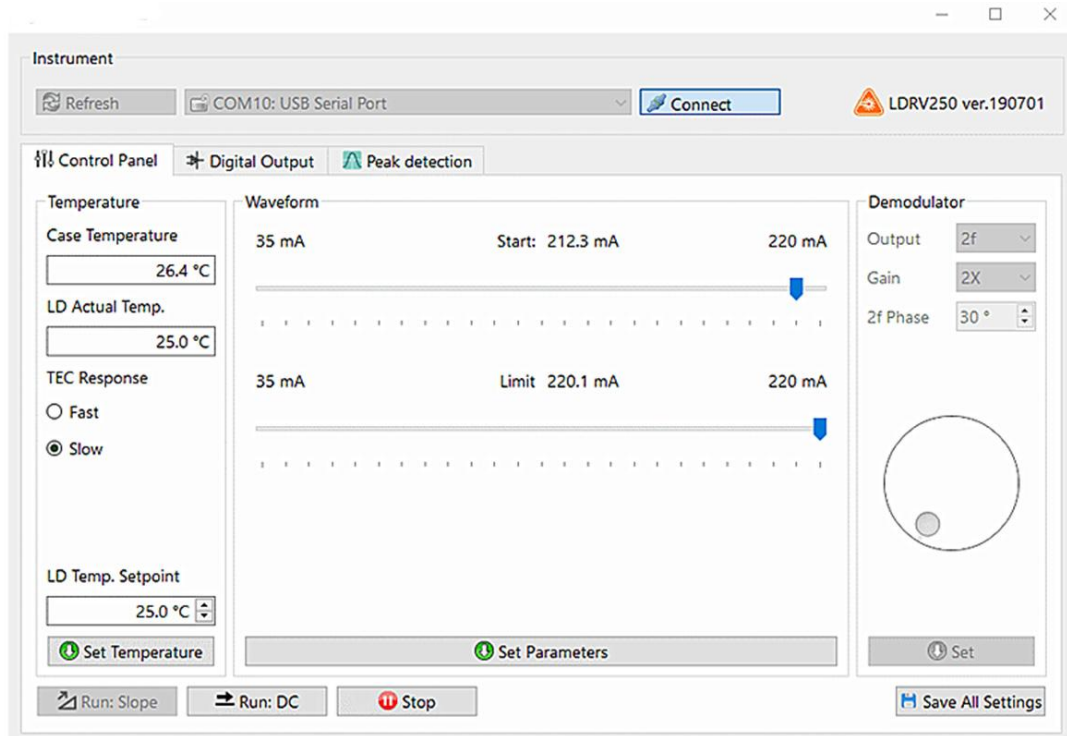 Instrument
Refresh
COM10: USB Serial Port
Connect
LDRV250 ver.190701
Control Panel
Digital Output
Peak detection
Temperature
Case Temperature
26.4 °C
LD Actual Temp.
25.0 °C
TEC Response
Fast
Slow
LD Temp. Setpoint
25.0 °C
Set Temperature
Waveform
35 mA Start: 212.3 mA 220 mA
35 mA Limit 220.1 mA 220 mA
Set Parameters
Demodulator
Output 2f
Gain 2X
2f Phase 30 °
Set
Run: Slope
Run: DC
Stop
Save All Settings